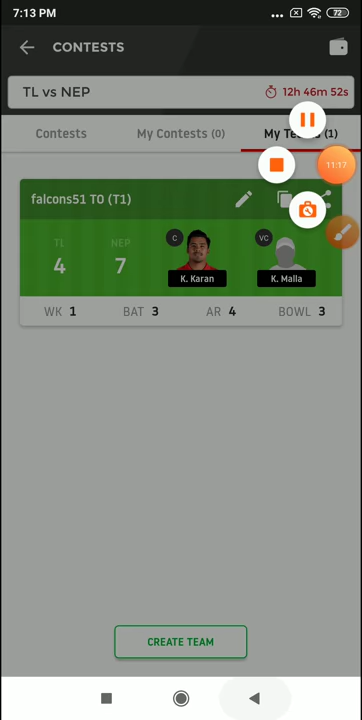 7:13 PM
72
CONTESTS
TL vs NEP
12h 46m 52s
Contests
My Contests (0)
My (1)
11:17
falcons51 TO (T1)
TL
4
NEP
7
C
K. Karan
VC
K. Malla
WK 1
BAT 3
AR 4
BOWL 3
CREATE TEAM